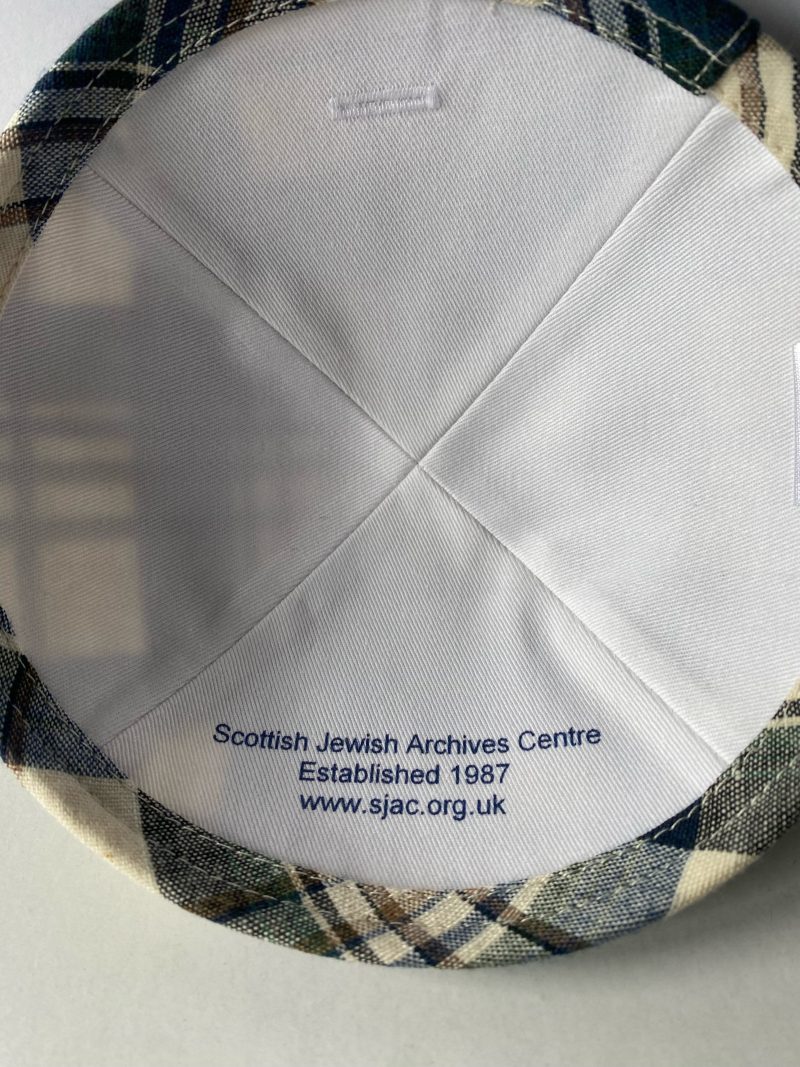 Scottish Jewish Archives Centre
Established 1987
www.sjac.org.uk